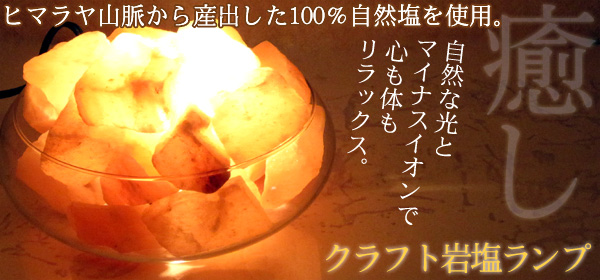 ヒマラヤ山脈から産出した100％自然塩を使用。
癒し
自然な光と
マイナスイオンで
心も体も
リラックス。
クラフト岩塩ランプ